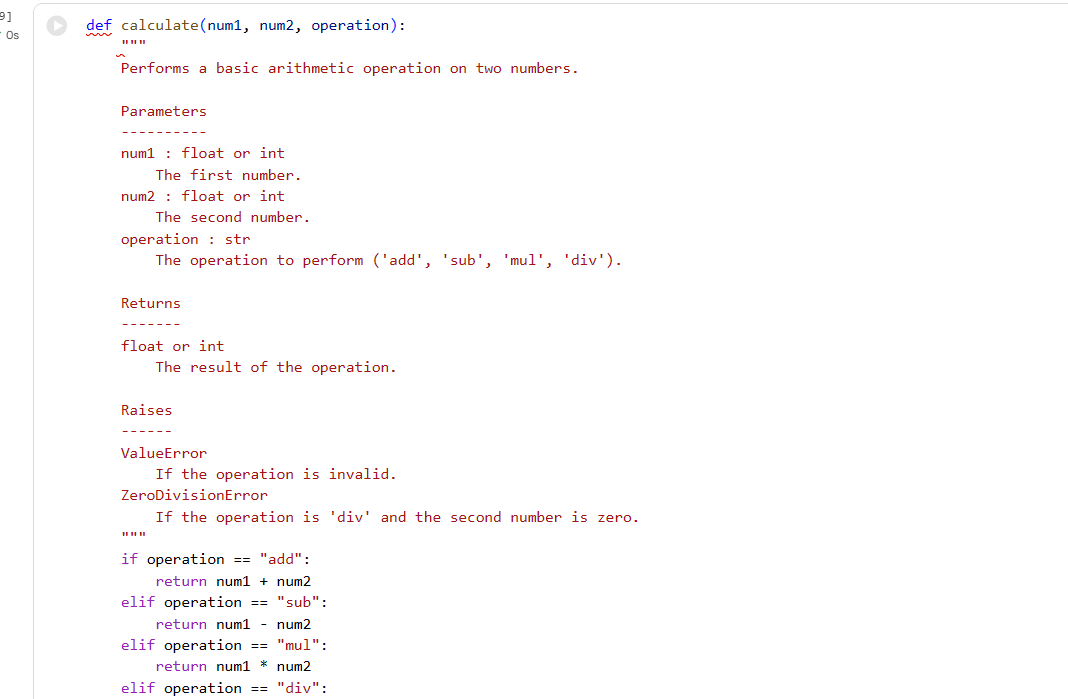 9]
0s
def calculate(num1, num2, operation):
    """
    Performs a basic arithmetic operation on two numbers.

    Parameters
    ----------
    num1 : float or int
        The first number.
    num2 : float or int
        The second number.
    operation : str
        The operation to perform ('add', 'sub', 'mul', 'div').

    Returns
    -------
    float or int
        The result of the operation.

    Raises
    ------
    ValueError
        If the operation is invalid.
    ZeroDivisionError
        If the operation is 'div' and the second number is zero.
    """
    if operation == "add":
        return num1 + num2
    elif operation == "sub":
        return num1 - num2
    elif operation == "mul":
        return num1 * num2
    elif operation == "div":